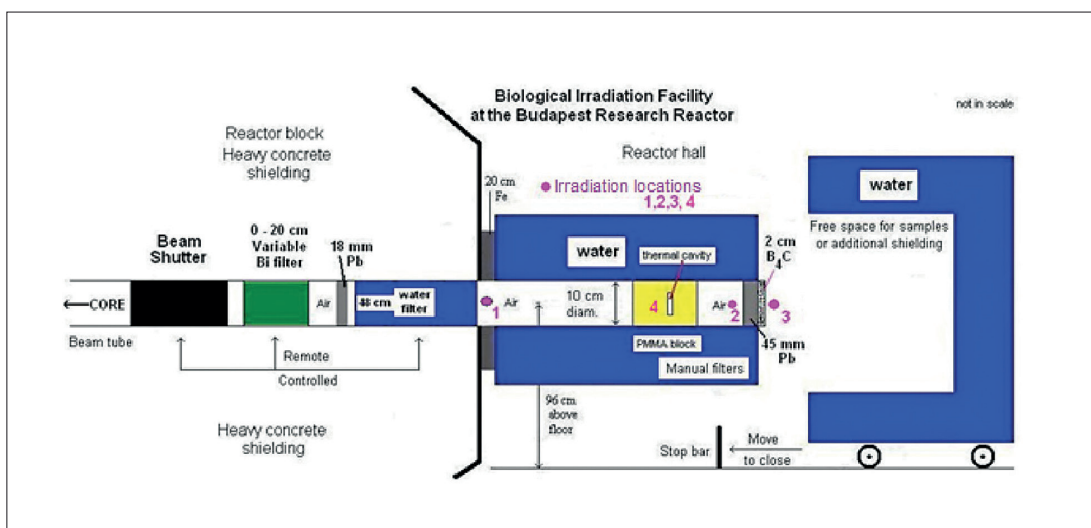 Biological Irradiation Facility
at the Budapest Research Reactor
not in scale
Reactor block
Heavy concrete
shielding
Reactor hall
20 cm
Fe
Irradiation locations
1,2,3, 4
water
Free space for samples
or additional shielding
Beam
Shutter
0 - 20 cm
Variable
Bi filter
18 mm
Pb
water
thermal cavity
2 cm
B4C
CORE
Air
48 cm
water
filter
1
Air
10 cm
diam.
4
Air
2
3
Beam tube
PMMA block
45 mm
Pb
Remote
Controlled
Manual filters
96 cm
above
floor
Heavy concrete
shielding
Stop bar
Move
to close